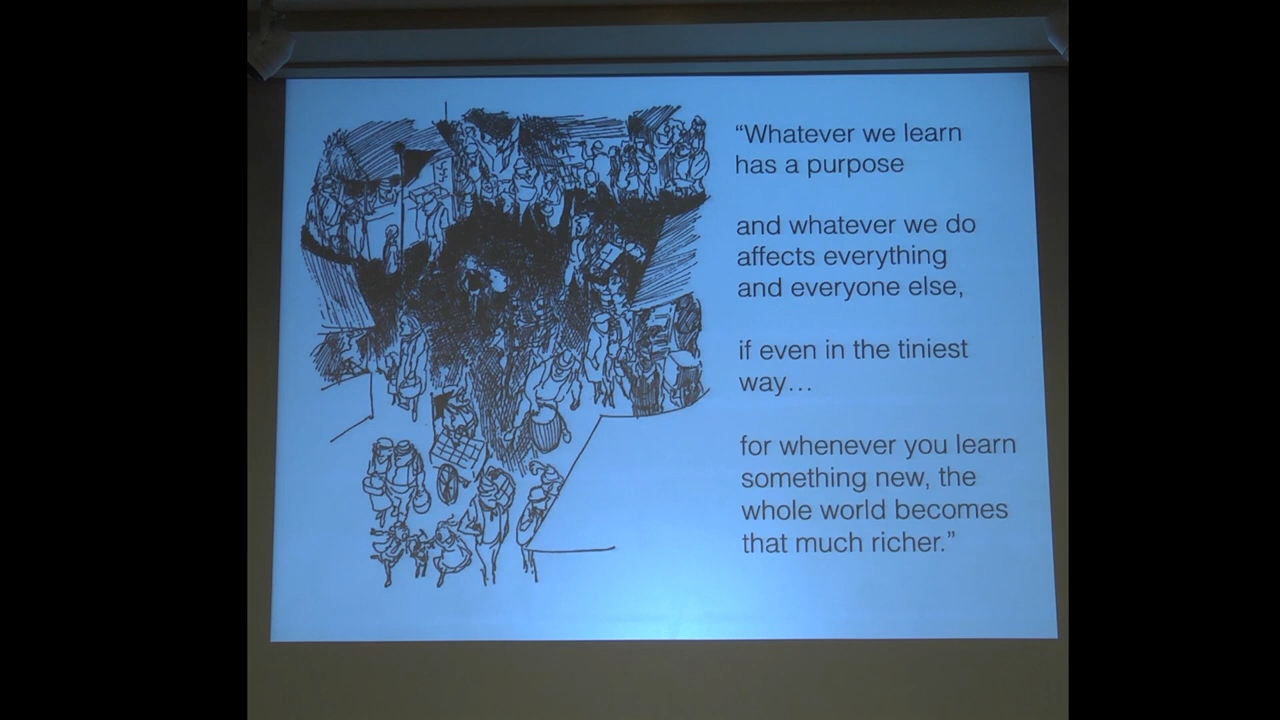 “Whatever we learn
has a purpose
and whatever we do
affects everything
and everyone else,
if even in the tiniest
way…
for whenever you learn
something new, the
whole world becomes
that much richer.”